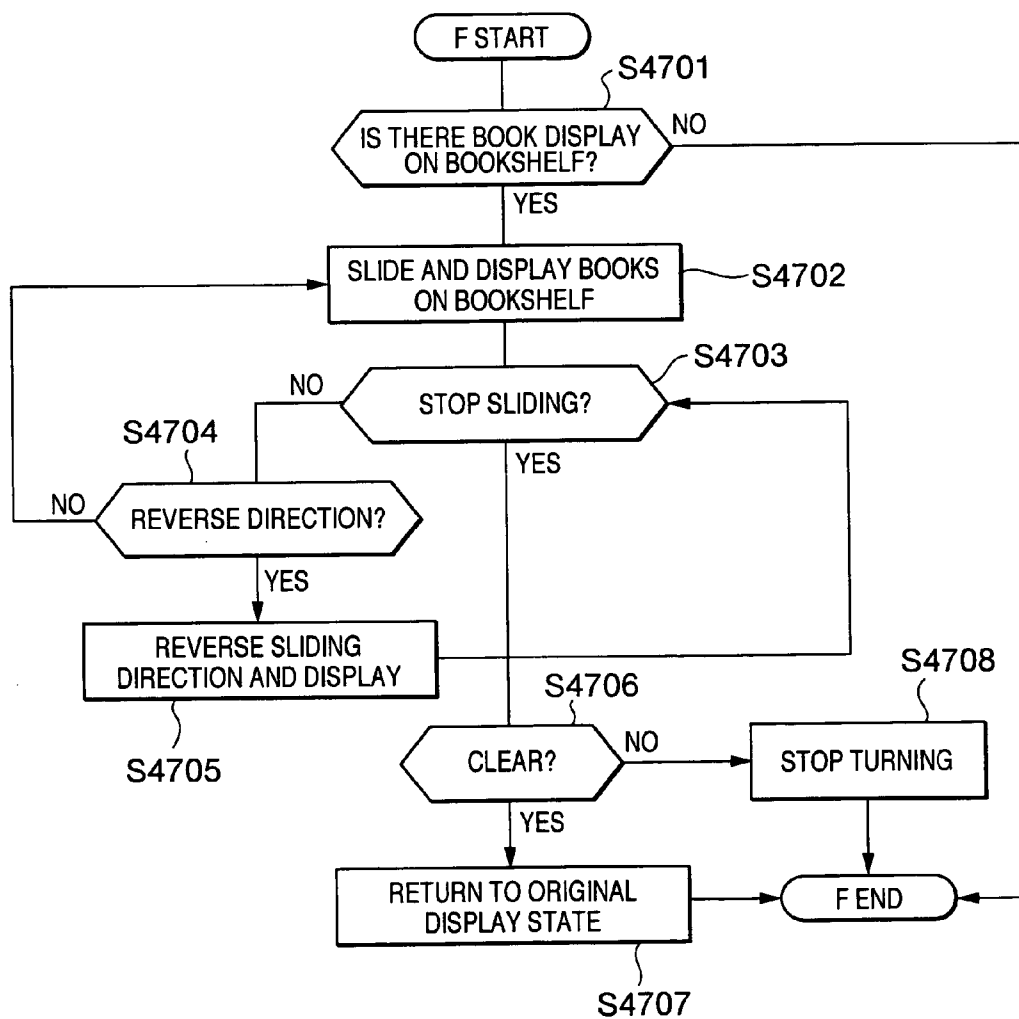 F START
S4701
IS THERE BOOK DISPLAY
ON BOOKSHELF?
NO
YES
SLIDE AND DISPLAY BOOKS
ON BOOKSHELF
S4702
S4703
NO
STOP SLIDING?
YES
S4704
NO
REVERSE DIRECTION?
YES
REVERSE SLIDING
DIRECTION AND DISPLAY
S4705
S4706
CLEAR?
NO
YES
S4708
STOP TURNING
RETURN TO ORIGINAL
DISPLAY STATE
S4707
F END